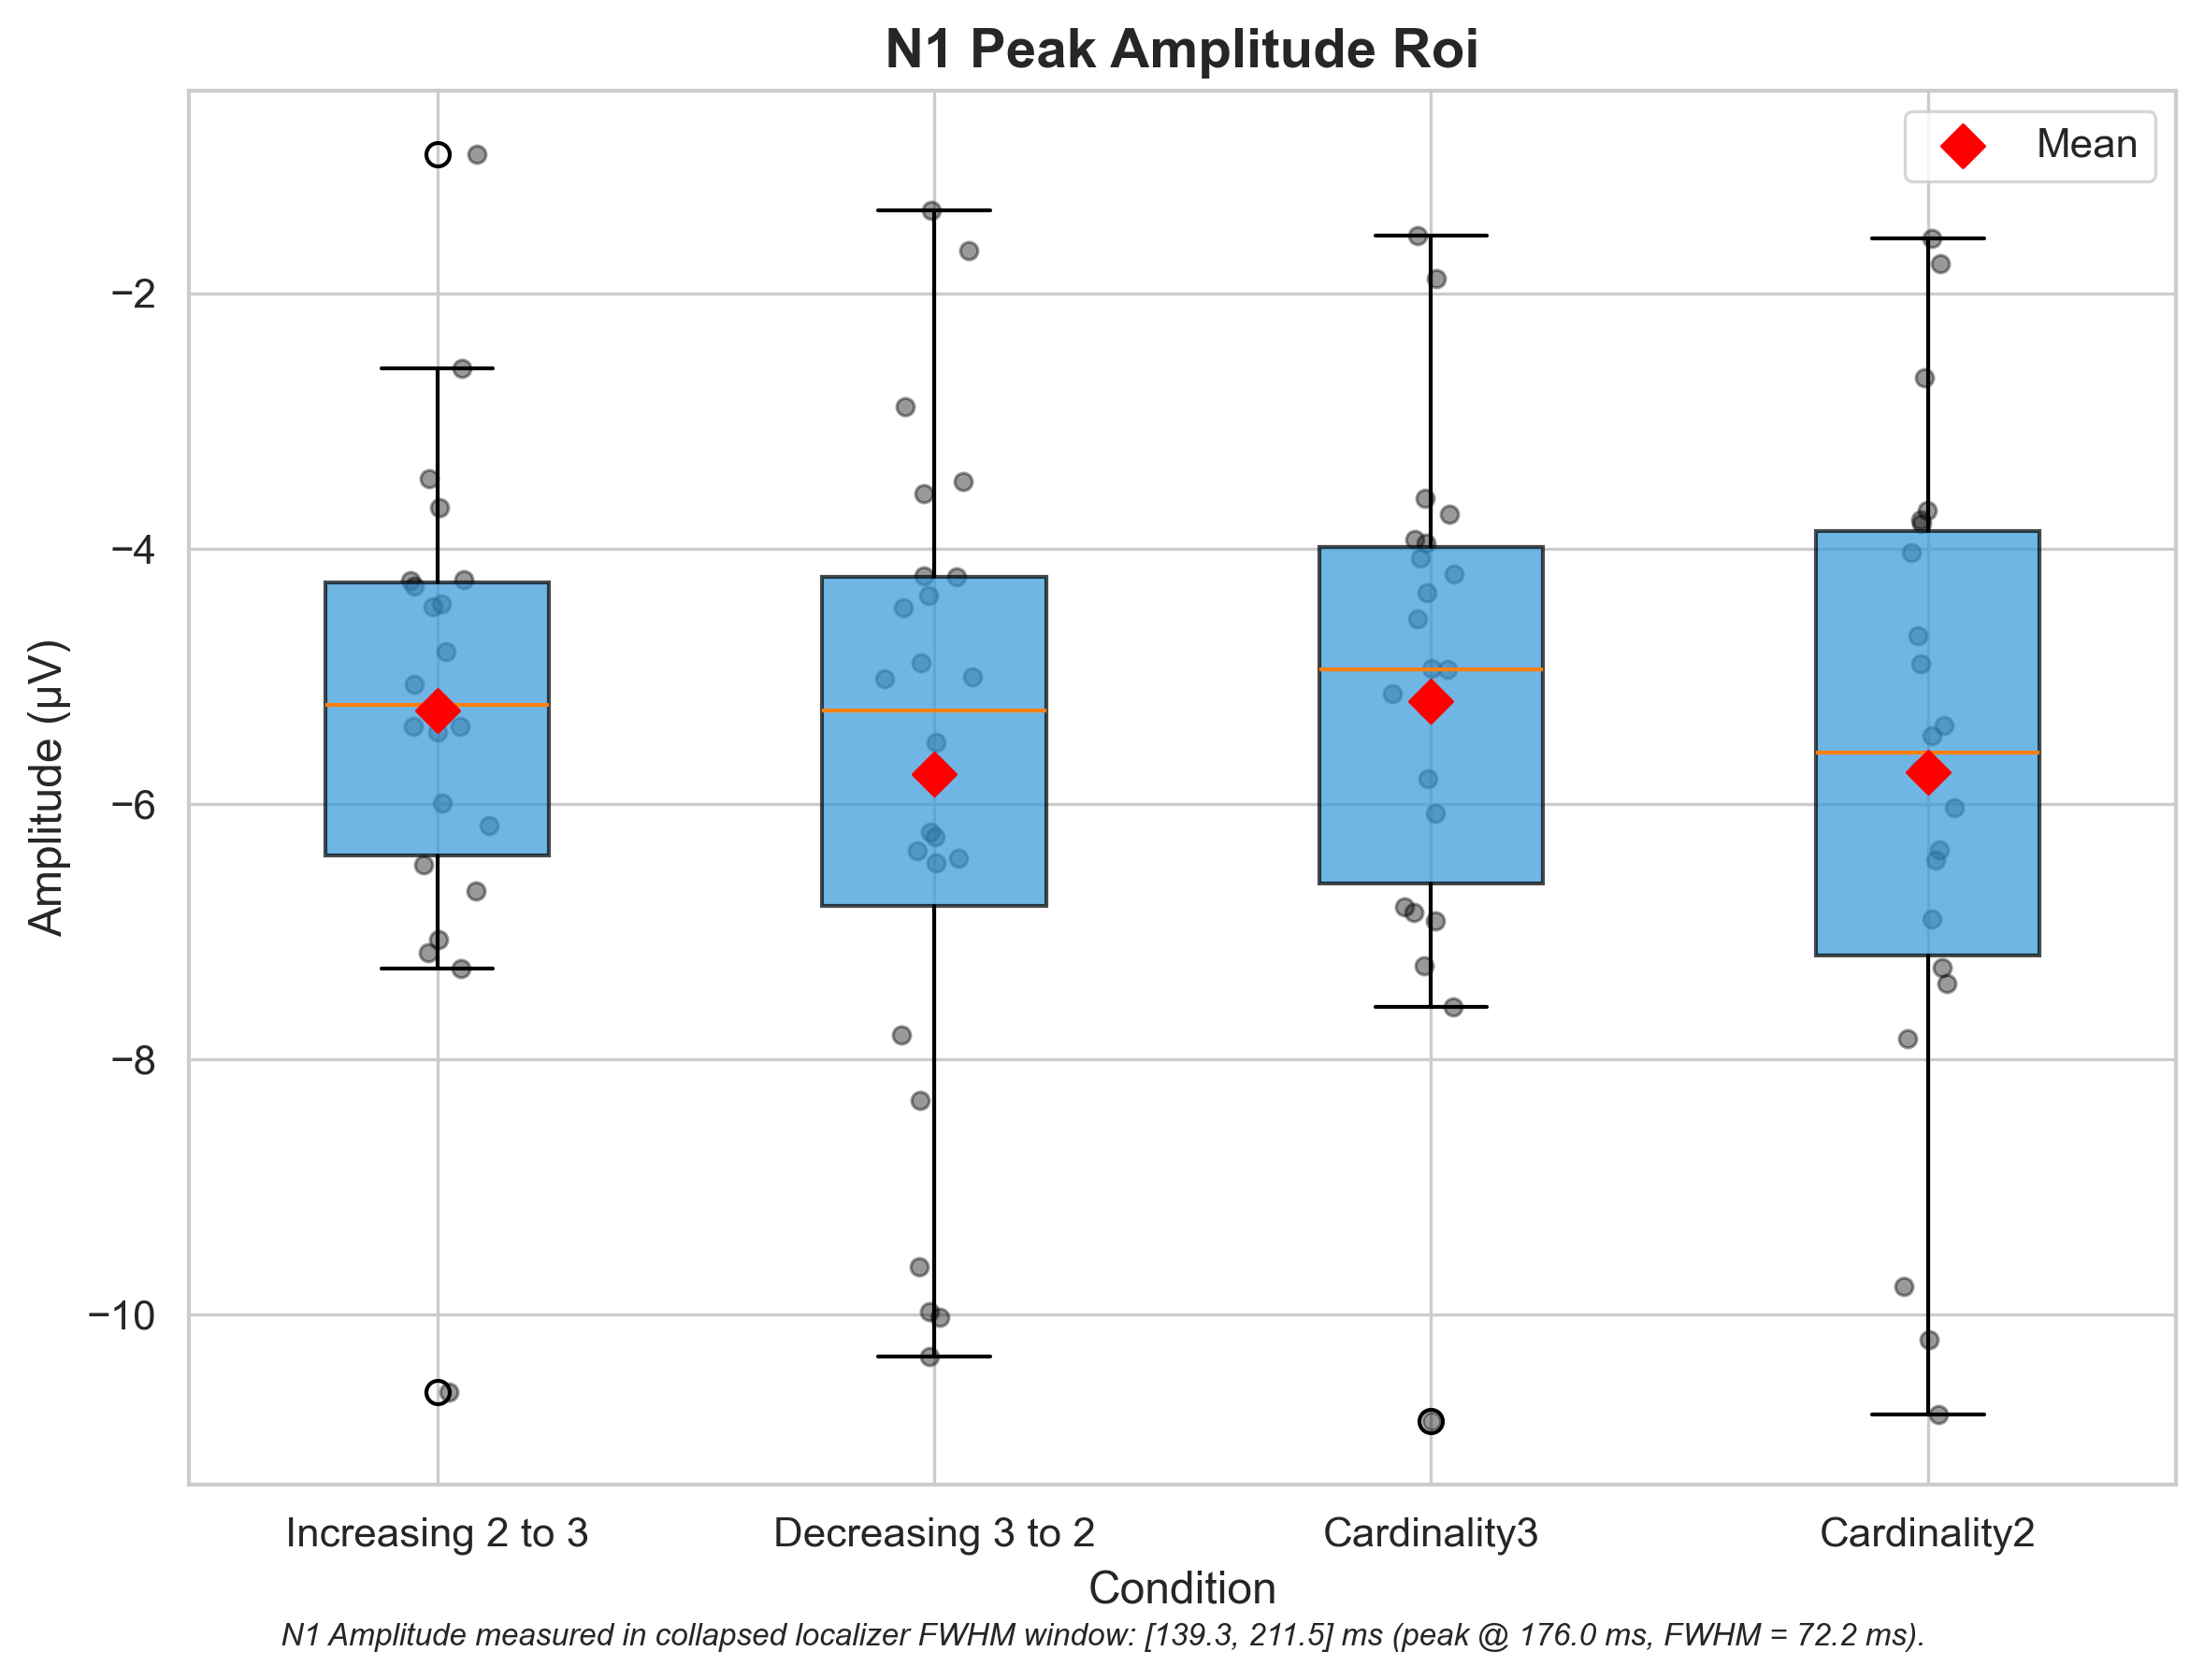 N1 Peak Amplitude Roi
Mean
Amplitude (µV)
−2
−4
−6
−8
−10
Increasing 2 to 3
Decreasing 3 to 2
Cardinality3
Cardinality2
Condition
N1 Amplitude measured in collapsed localizer FWHM window: [139.3, 211.5] ms (peak @ 176.0 ms, FWHM = 72.2 ms).